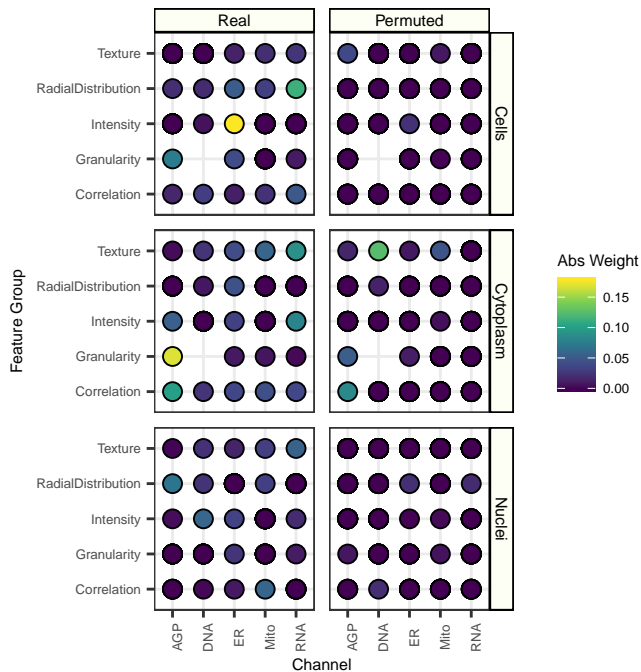 Real
Permuted
Texture
RadialDistribution
Intensity
Granularity
Correlation
Cells
Texture
RadialDistribution
Intensity
Granularity
Correlation
Cytoplasm
Texture
RadialDistribution
Intensity
Granularity
Correlation
Nuclei
Feature Group
AGP DNA ER Mito RNA
AGP DNA ER Mito RNA
Channel
Abs Weight
0.15
0.10
0.05
0.00